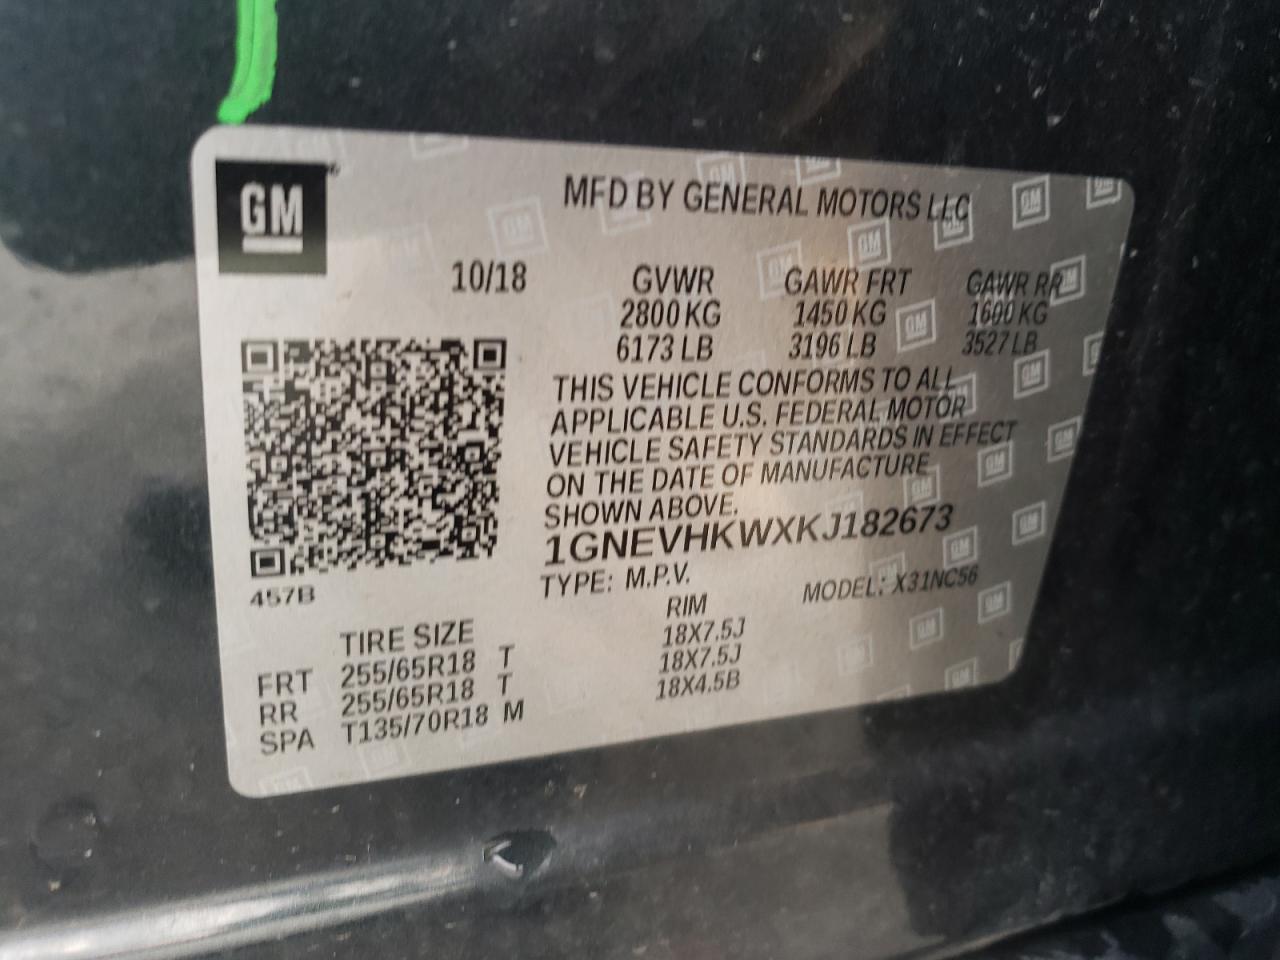 GM
MFD BY GENERAL MOTORS LLC
10/18 GVWR GAWR FRT GAWR RR
2800 KG 1450 KG 1600 KG
6173 LB 3196 LB 3527 LB
THIS VEHICLE CONFORMS TO ALL
APPLICABLE U.S. FEDERAL MOTOR
VEHICLE SAFETY STANDARDS IN EFFECT
ON THE DATE OF MANUFACTURE
SHOWN ABOVE.
1GNEVHKWXKJ182673
457B
TYPE: M.P.V. MODEL: X31NC56
TIRE SIZE RIM
FRT 255/65R18 T 18X7.5J
RR 255/65R18 T 18X7.5J
SPA T135/70R18 M 18X4.5B